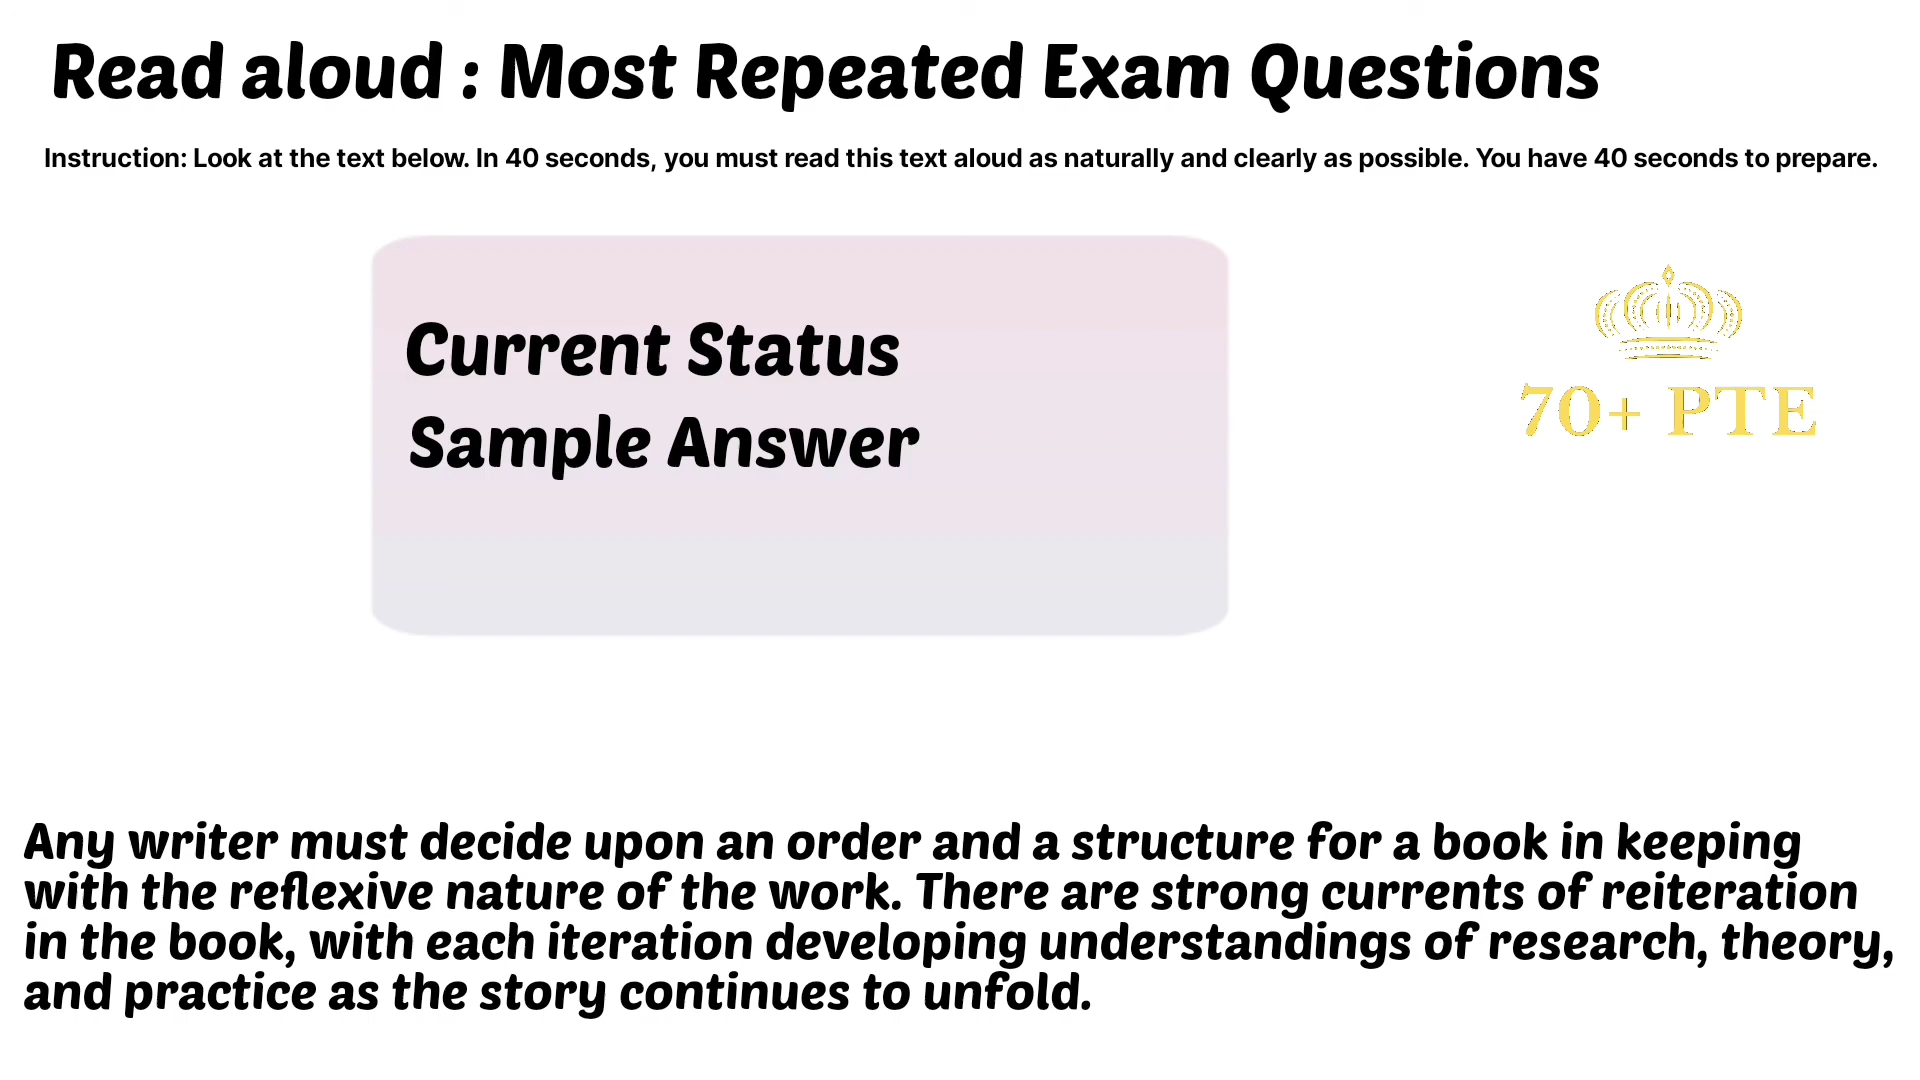 Read aloud : Most Repeated Exam Questions
Instruction: Look at the text below. In 40 seconds, you must read this text aloud as naturally and clearly as possible. You have 40 seconds to prepare.
Current Status
Sample Answer
70+ PTE
Any writer must decide upon an order and a structure for a book in keeping
with the reflexive nature of the work. There are strong currents of reiteration
in the book, with each iteration developing understandings of research, theory,
and practice as the story continues to unfold.